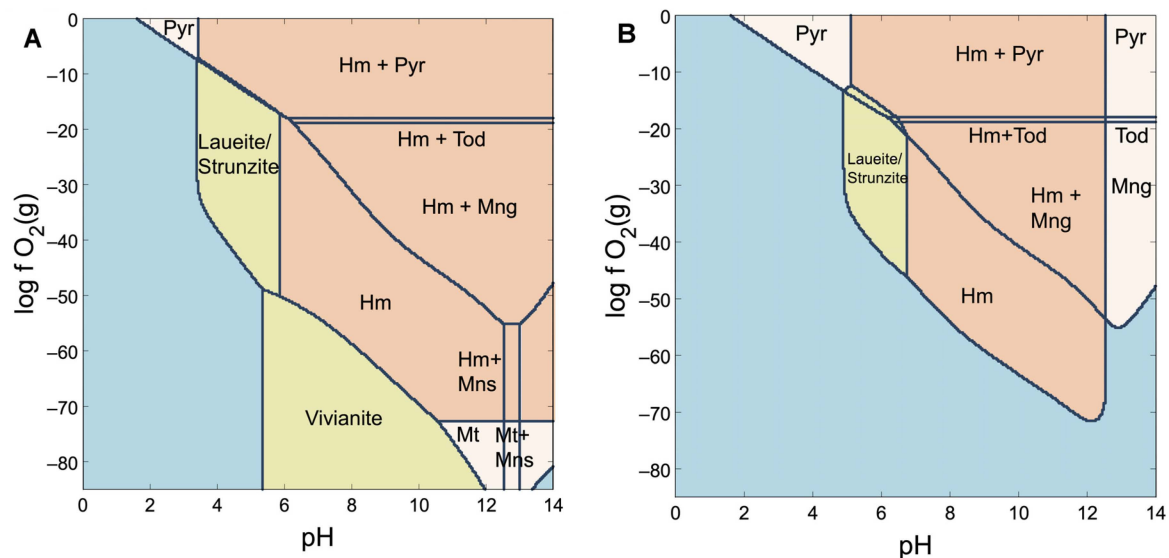 A
0
−10
−20
−30
−40
−50
−60
−70
−80
log f O2(g)
Pyr
Hm + Pyr
Hm + Tod
Laueite/
Strunzite
Hm + Mng
Hm
Hm+
Mns
Vivianite
Mt
Mt+
Mns
0 2 4 6 8 10 12 14
pH
B
0
−10
−20
−30
−40
−50
−60
−70
−80
log f O2(g)
Pyr
Hm + Pyr
Pyr
Hm+Tod
Tod
Laueite/
Strunzite
Hm +
Mng
Mng
Hm
0 2 4 6 8 10 12 14
pH